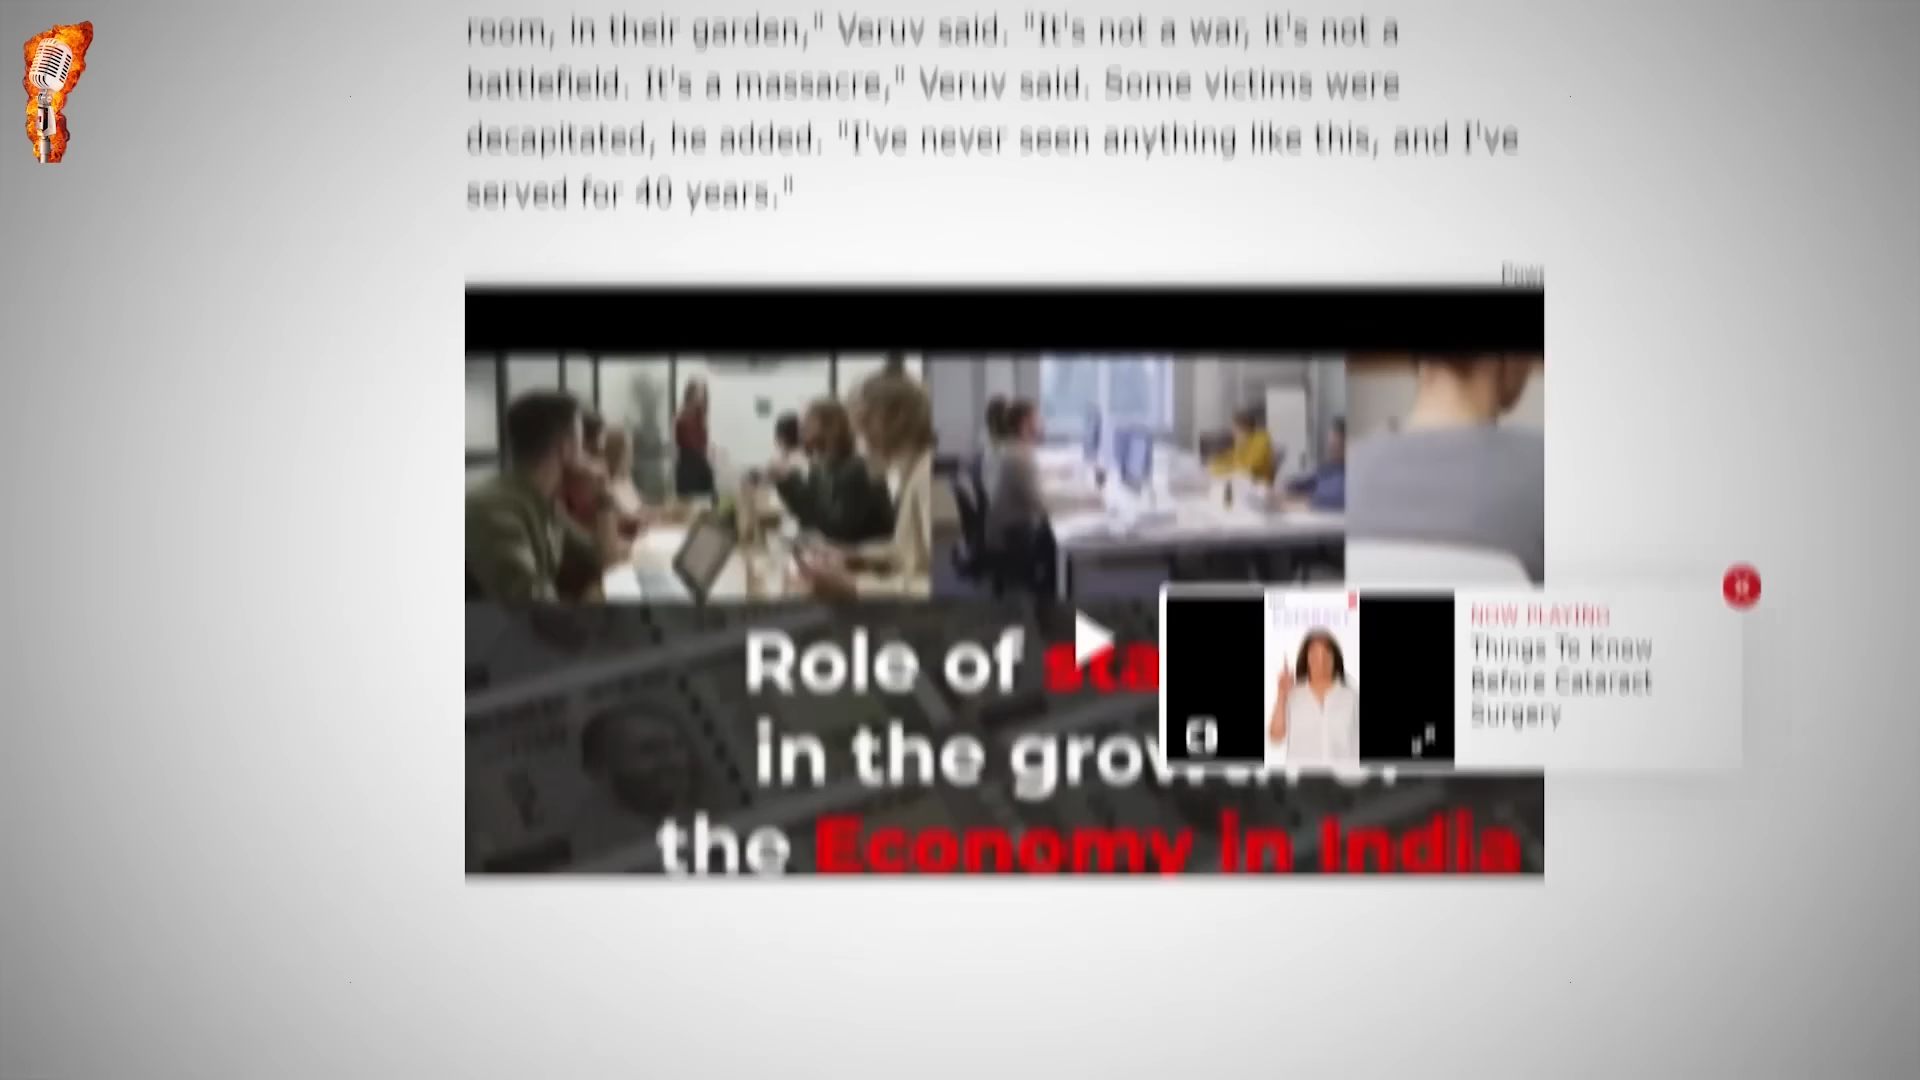 room, in their garden," Veruv said. "It's not a war, it's not a
battlefield. It's a massacre," Veruv said. Some victims were
decapitated, he added. "I've never seen anything like this, and I've
served for 40 years."
Role of
in the
the Economy in India
NOW PLAYING
Things To Know
Before Cataract
Surgery